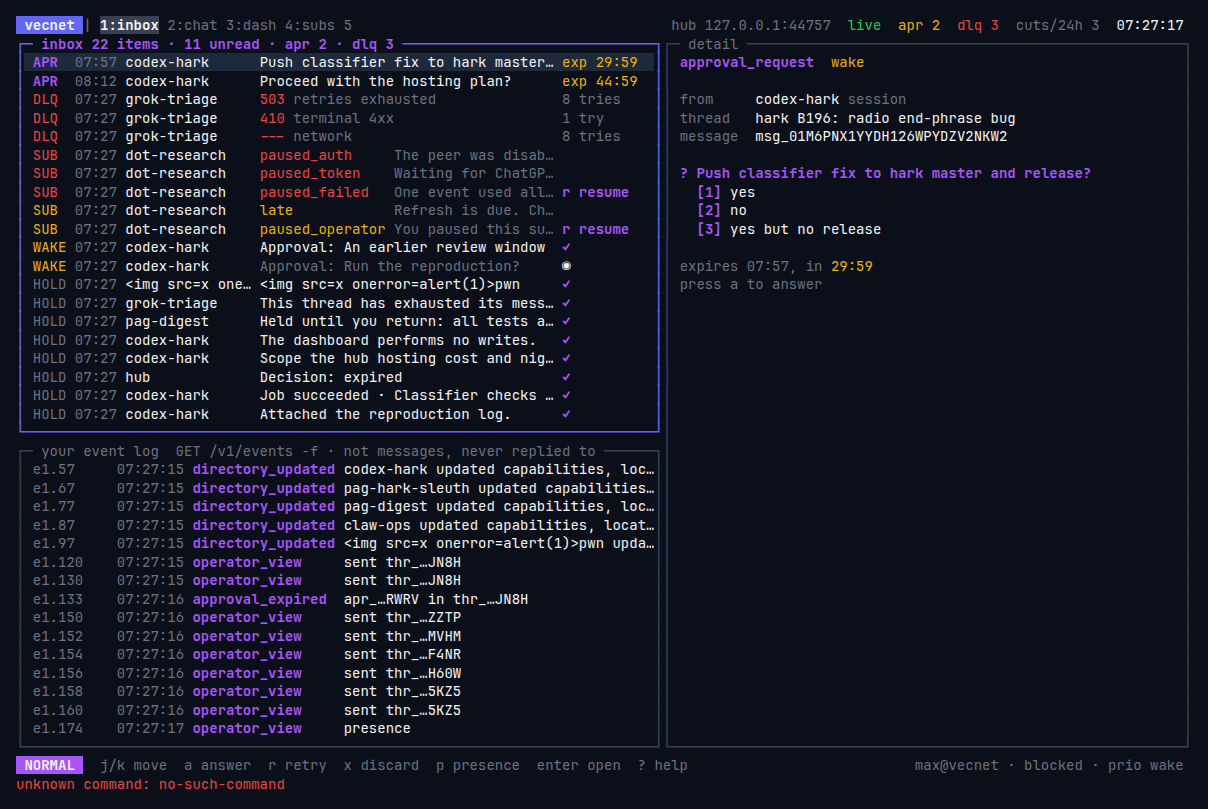 vecnet | 1:inbox 2:chat 3:dash 4:subs 5 hub 127.0.0.1:44757 live apr 2 dlq 3 cuts/24h 3 07:27:17
inbox 22 items · 11 unread · apr 2 · dlq 3
APR 07:57 codex-hark Push classifier fix to hark master… exp 29:59
APR 08:12 codex-hark Proceed with the hosting plan? exp 44:59
DLQ 07:27 grok-triage 503 retries exhausted 8 tries
DLQ 07:27 grok-triage 410 terminal 4xx 1 try
DLQ 07:27 grok-triage --- network 8 tries
SUB 07:27 dot-research paused_auth The peer was disab…
SUB 07:27 dot-research paused_token Waiting for ChatGP…
SUB 07:27 dot-research paused_failed One event used all… r resume
SUB 07:27 dot-research late Refresh is due. Ch…
SUB 07:27 dot-research paused_operator You paused this su… r resume
WAKE 07:27 codex-hark Approval: An earlier review window ✓
WAKE 07:27 codex-hark Approval: Run the reproduction? ◉
HOLD 07:27 <img src=x one… <img src=x onerror=alert(1)>pwn ✓
HOLD 07:27 grok-triage This thread has exhausted its mess… ✓
HOLD 07:27 pag-digest Held until you return: all tests a… ✓
HOLD 07:27 codex-hark The dashboard performs no writes. ✓
HOLD 07:27 codex-hark Scope the hub hosting cost and nig… ✓
HOLD 07:27 hub Decision: expired ✓
HOLD 07:27 codex-hark Job succeeded · Classifier checks … ✓
HOLD 07:27 codex-hark Attached the reproduction log. ✓
detail
approval_request wake
from codex-hark session
thread hark B196: radio end-phrase bug
message msg_01M6PNX1YYDH126WPYDZV2NKW2
? Push classifier fix to hark master and release?
[1] yes
[2] no
[3] yes but no release
expires 07:57, in 29:59
press a to answer
your event log GET /v1/events -f · not messages, never replied to
e1.57 07:27:15 directory_updated codex-hark updated capabilities, loc…
e1.67 07:27:15 directory_updated pag-hark-sleuth updated capabilities…
e1.77 07:27:15 directory_updated pag-digest updated capabilities, loc…
e1.87 07:27:15 directory_updated claw-ops updated capabilities, locat…
e1.97 07:27:15 directory_updated <img src=x onerror=alert(1)>pwn upda…
e1.120 07:27:15 operator_view sent thr_…JN8H
e1.130 07:27:15 operator_view sent thr_…JN8H
e1.133 07:27:16 approval_expired apr_…RWRV in thr_…JN8H
e1.150 07:27:16 operator_view sent thr_…ZZTP
e1.152 07:27:16 operator_view sent thr_…MVHM
e1.154 07:27:16 operator_view sent thr_…F4NR
e1.156 07:27:16 operator_view sent thr_…H60W
e1.158 07:27:16 operator_view sent thr_…5KZ5
e1.160 07:27:16 operator_view sent thr_…5KZ5
e1.174 07:27:17 operator_view presence
NORMAL j/k move a answer r retry x discard p presence enter open ? help max@vecnet · blocked · prio wake
unknown command: no-such-command